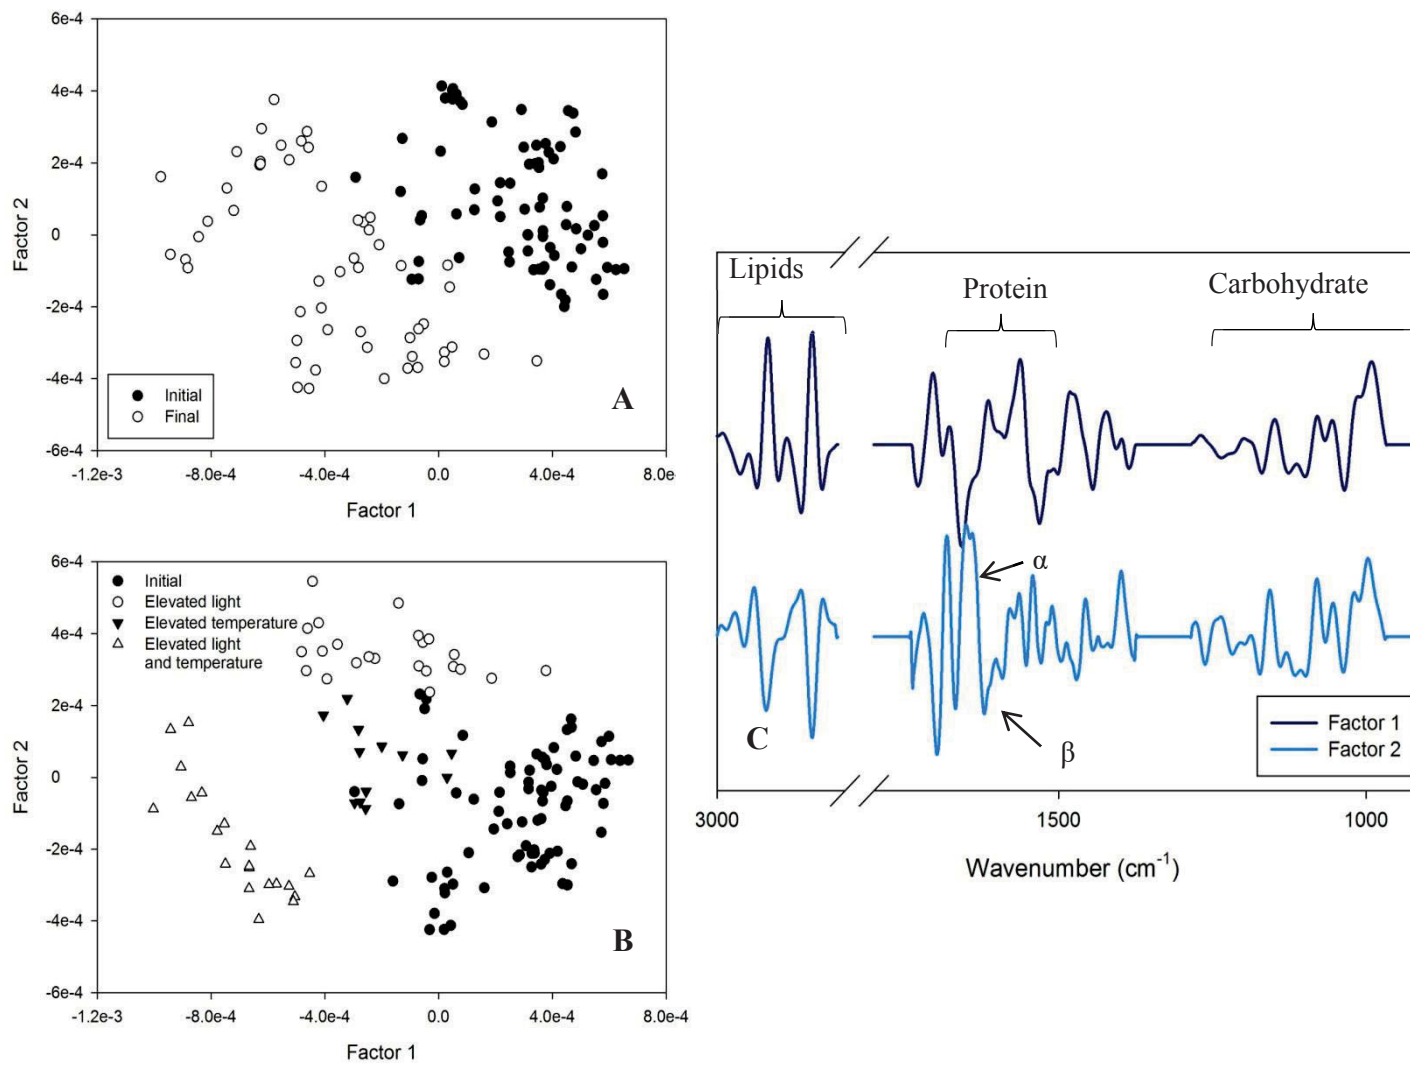 6e-4
4e-4
2e-4
0
-2e-4
-4e-4
-6e-4
Factor 2
Initial
Final
A
-1.2e-3 -8.0e-4 -4.0e-4 0.0 4.0e-4 8.0e
Factor 1
6e-4
4e-4
2e-4
0
-2e-4
-4e-4
-6e-4
Factor 2
Initial
Elevated light
Elevated temperature
Elevated light
and temperature
B
-1.2e-3 -8.0e-4 -4.0e-4 0.0 4.0e-4 8.0e-4
Factor 1
Lipids
Protein
Carbohydrate
α
β
C
Factor 1
Factor 2
3000 1500 1000
Wavenumber (cm⁻¹)